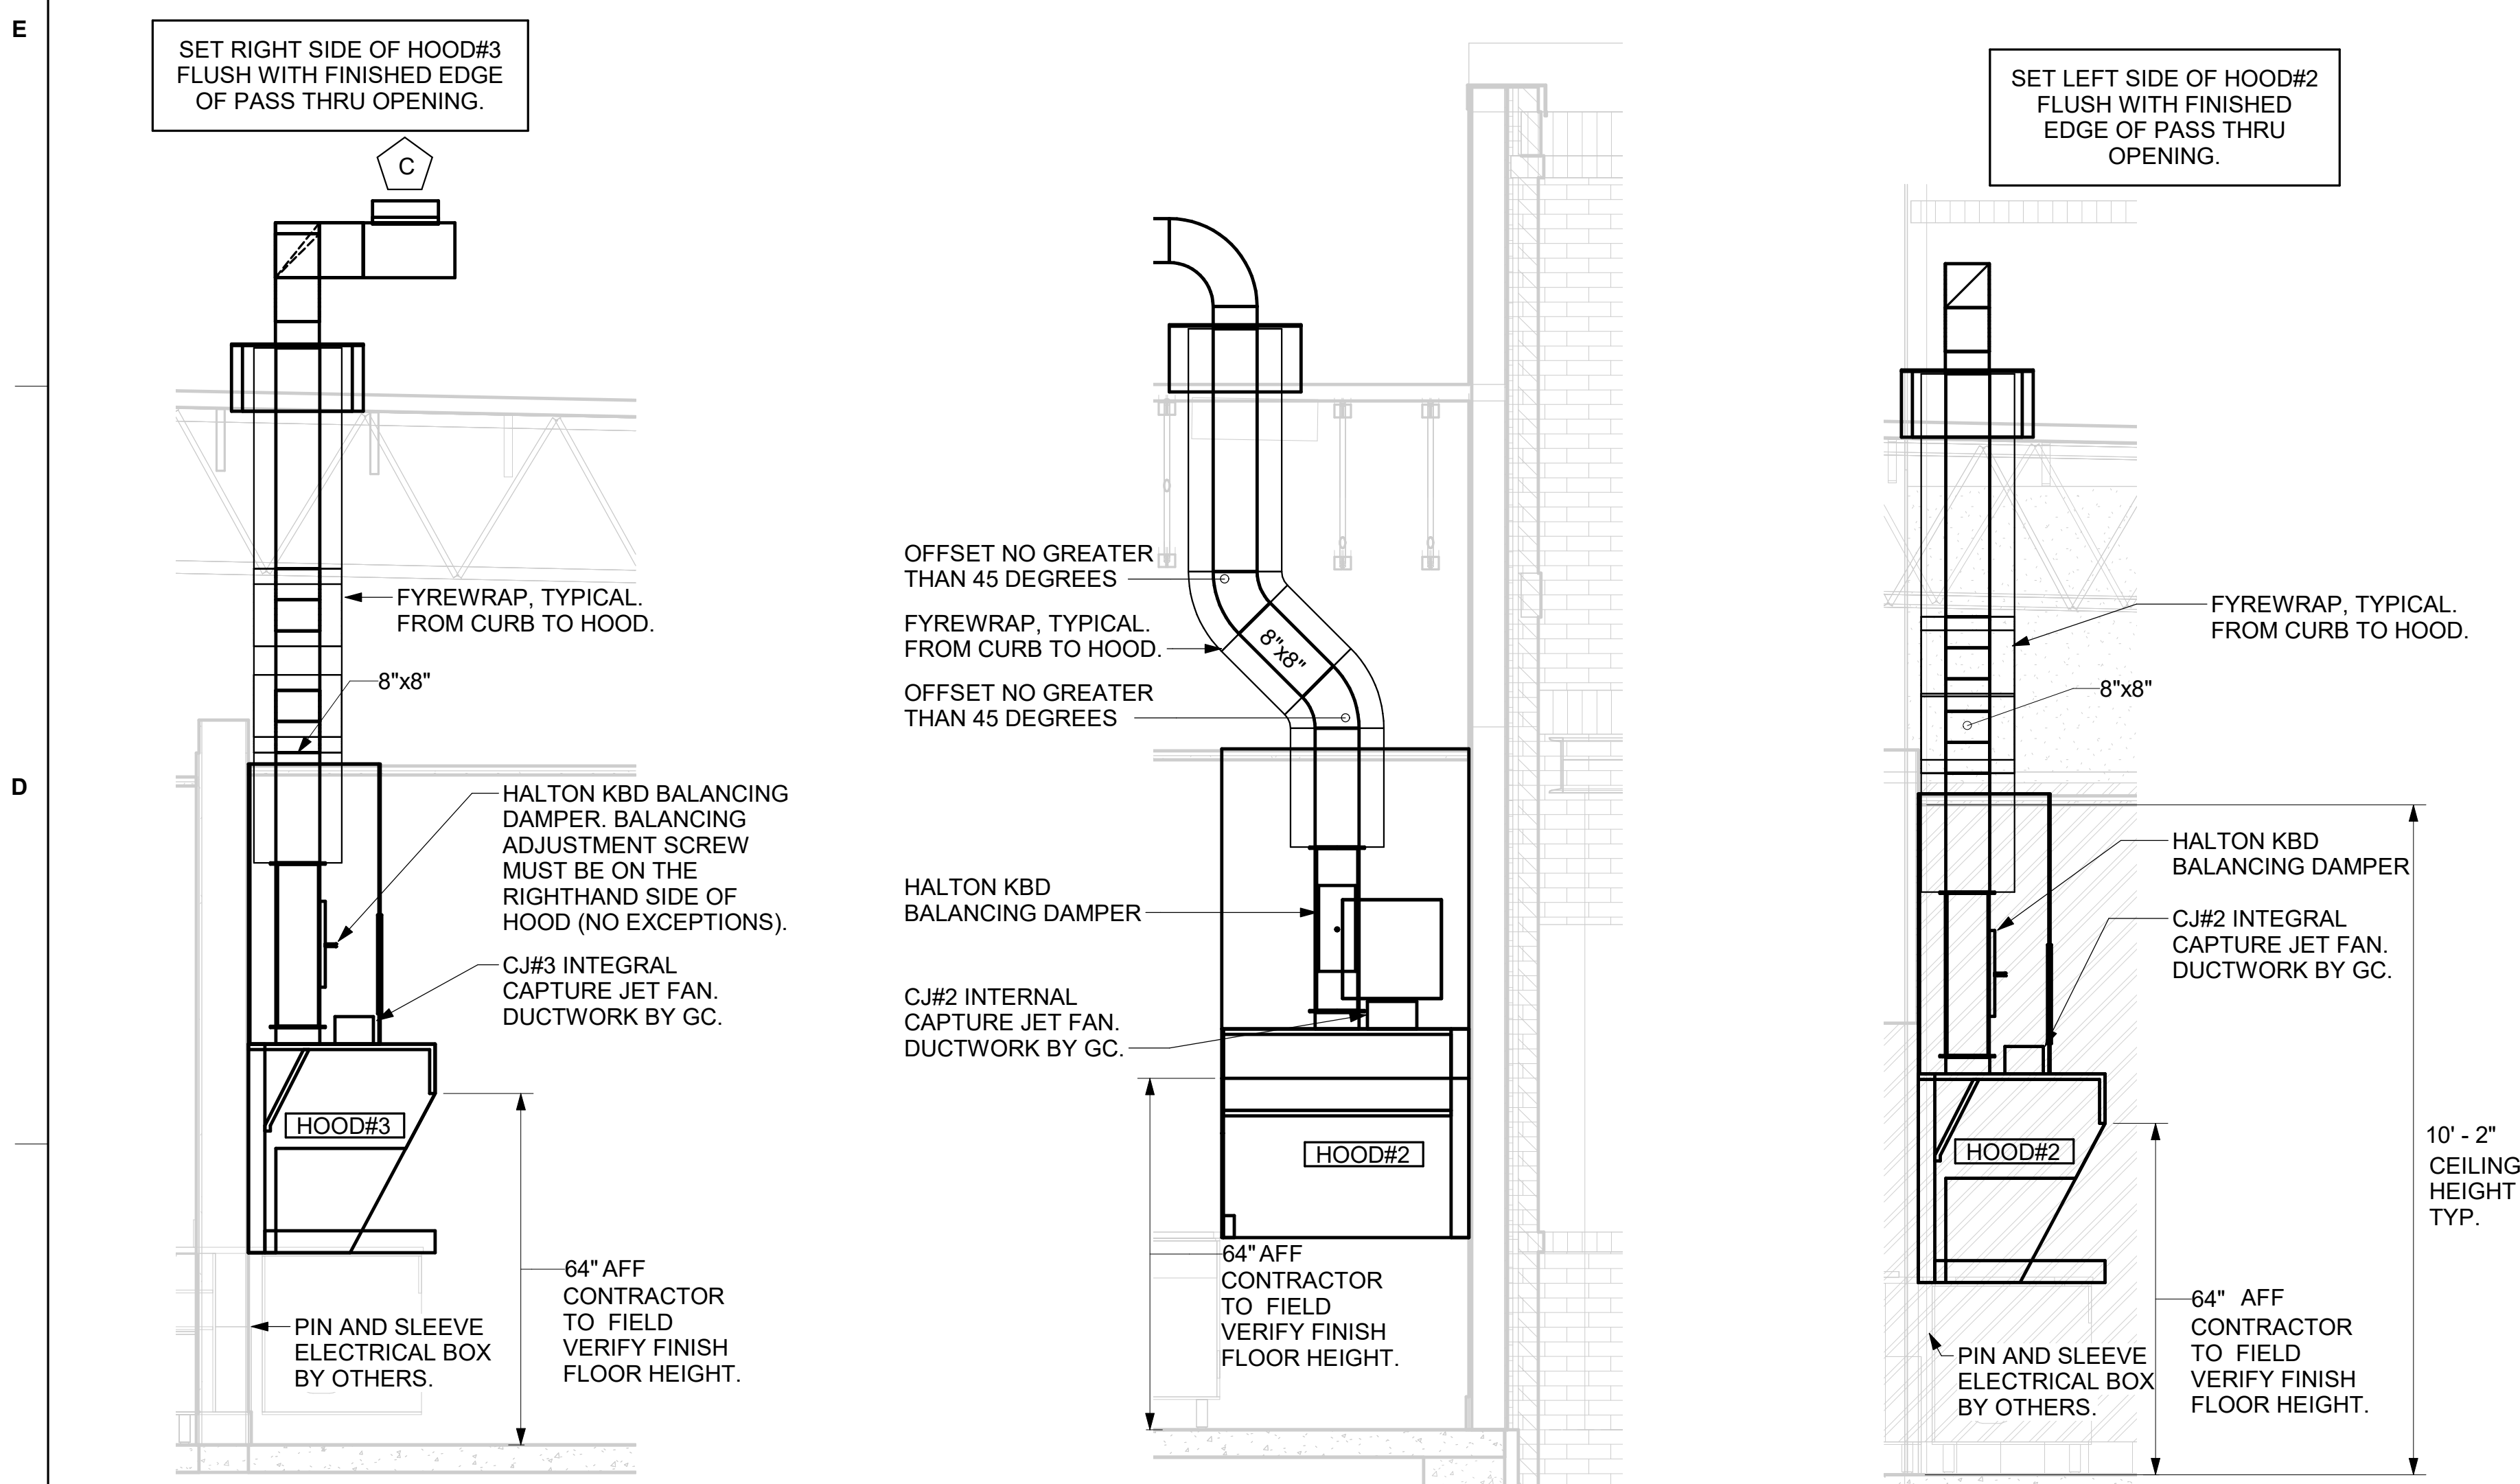 E
SET RIGHT SIDE OF HOOD#3
FLUSH WITH FINISHED EDGE
OF PASS THRU OPENING.
C
FYREWRAP, TYPICAL.
FROM CURB TO HOOD.
8"x8"
HALTON KBD BALANCING
DAMPER. BALANCING
ADJUSTMENT SCREW
MUST BE ON THE
RIGHTHAND SIDE OF
HOOD (NO EXCEPTIONS).
CJ#3 INTEGRAL
CAPTURE JET FAN.
DUCTWORK BY GC.
D
HOOD#3
64" AFF
CONTRACTOR
TO FIELD
VERIFY FINISH
FLOOR HEIGHT.
PIN AND SLEEVE
ELECTRICAL BOX
BY OTHERS.
OFFSET NO GREATER
THAN 45 DEGREES
FYREWRAP, TYPICAL.
FROM CURB TO HOOD.
8"x8"
OFFSET NO GREATER
THAN 45 DEGREES
HALTON KBD
BALANCING DAMPER
CJ#2 INTERNAL
CAPTURE JET FAN.
DUCTWORK BY GC.
HOOD#2
64" AFF
CONTRACTOR
TO FIELD
VERIFY FINISH
FLOOR HEIGHT.
SET LEFT SIDE OF HOOD#2
FLUSH WITH FINISHED
EDGE OF PASS THRU
OPENING.
FYREWRAP, TYPICAL.
FROM CURB TO HOOD.
8"x8"
HALTON KBD
BALANCING DAMPER
CJ#2 INTEGRAL
CAPTURE JET FAN.
DUCTWORK BY GC.
HOOD#2
10' - 2"
CEILING
HEIGHT
TYP.
64" AFF
CONTRACTOR
TO FIELD
VERIFY FINISH
FLOOR HEIGHT.
PIN AND SLEEVE
ELECTRICAL BOX
BY OTHERS.